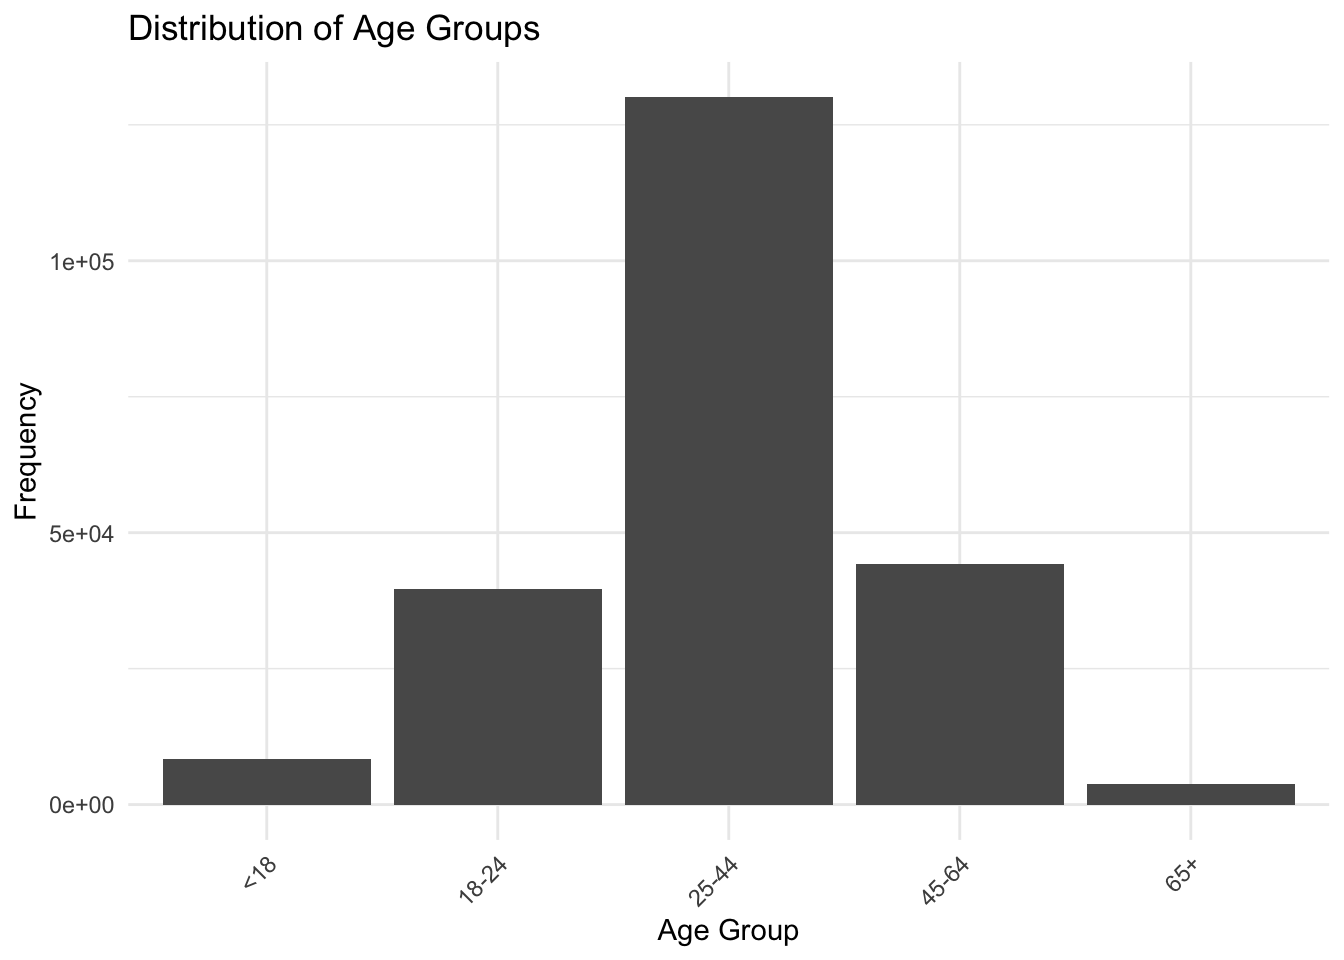 Distribution of Age Groups
1e+05
5e+04
0e+00
Frequency
<18
18-24
25-44
45-64
65+
Age Group